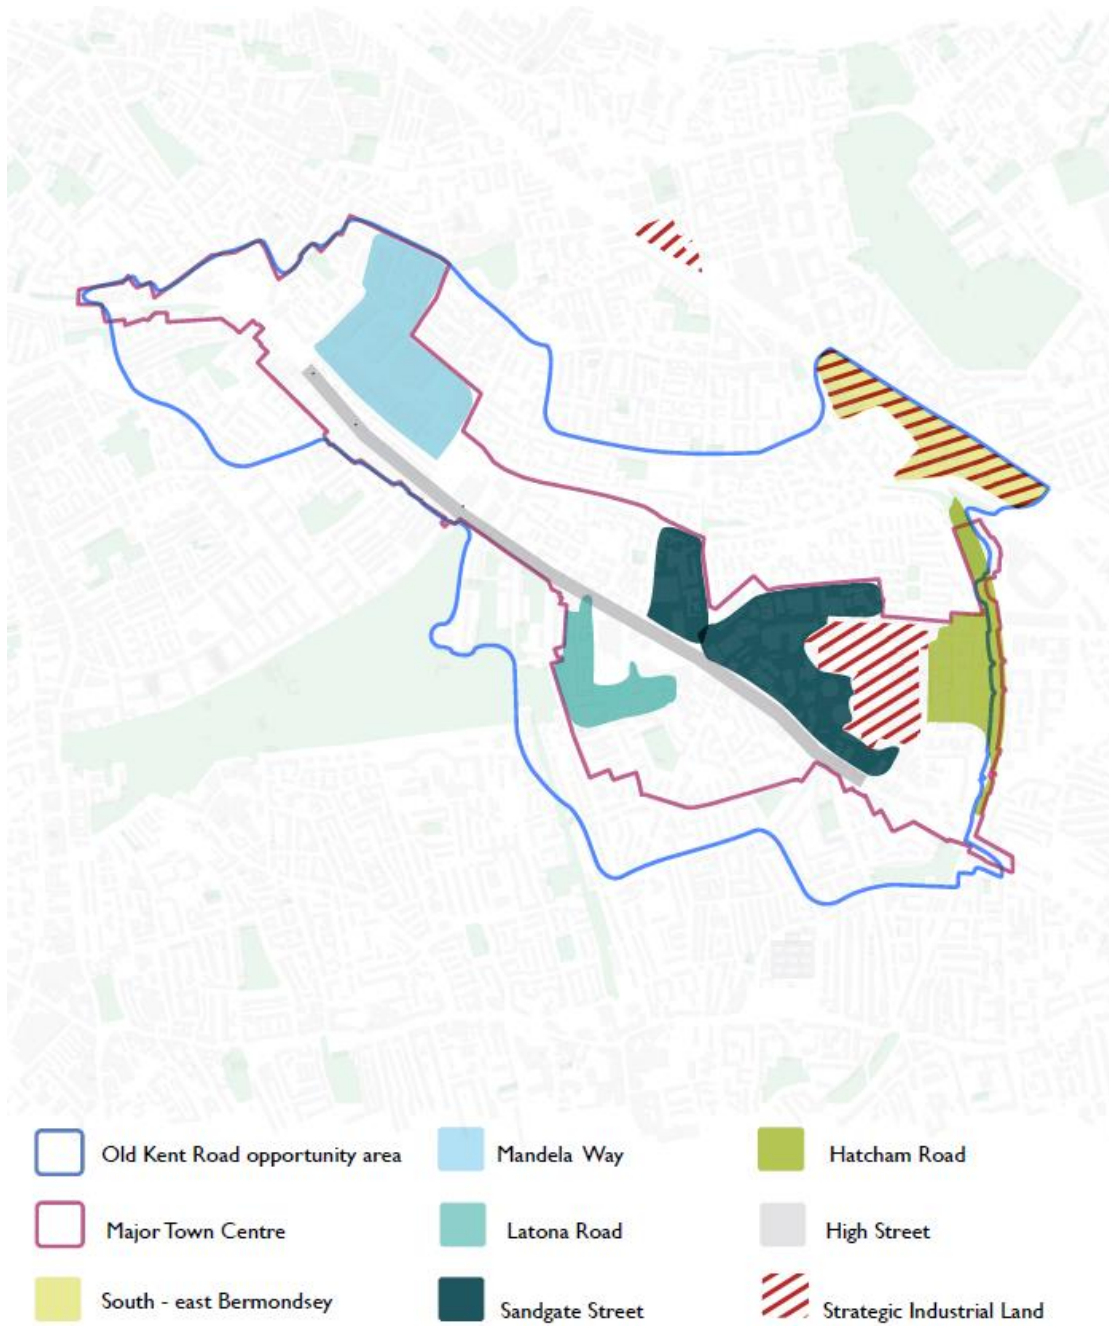 Old Kent Road opportunity area
Mandela Way
Hatcham Road
Major Town Centre
Latona Road
High Street
South - east Bermondsey
Sandgate Street
Strategic Industrial Land